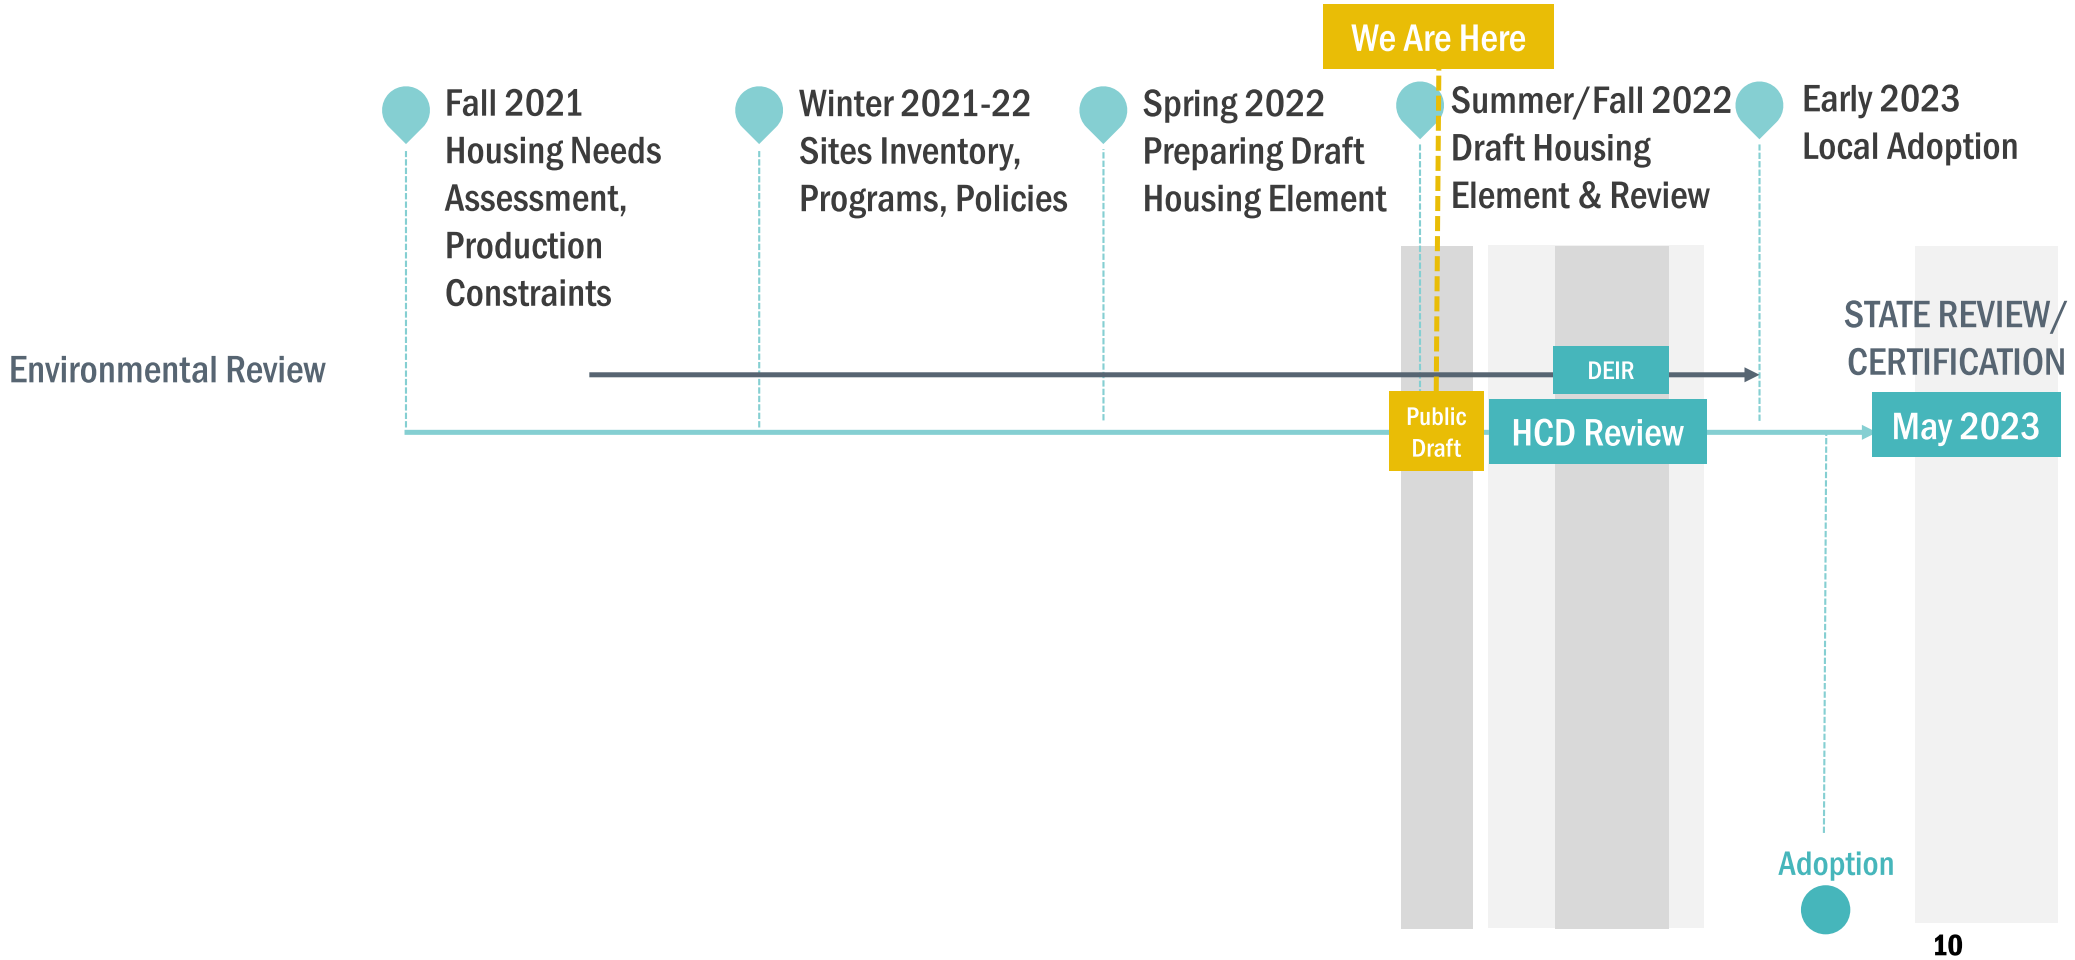 We Are Here
Fall 2021
Housing Needs
Assessment,
Production
Constraints
Winter 2021-22
Sites Inventory,
Programs, Policies
Spring 2022
Preparing Draft
Housing Element
Summer/Fall 2022
Draft Housing
Element & Review
Early 2023
Local Adoption
STATE REVIEW/
CERTIFICATION
Environmental Review
DEIR
Public
Draft
HCD Review
May 2023
Adoption
10